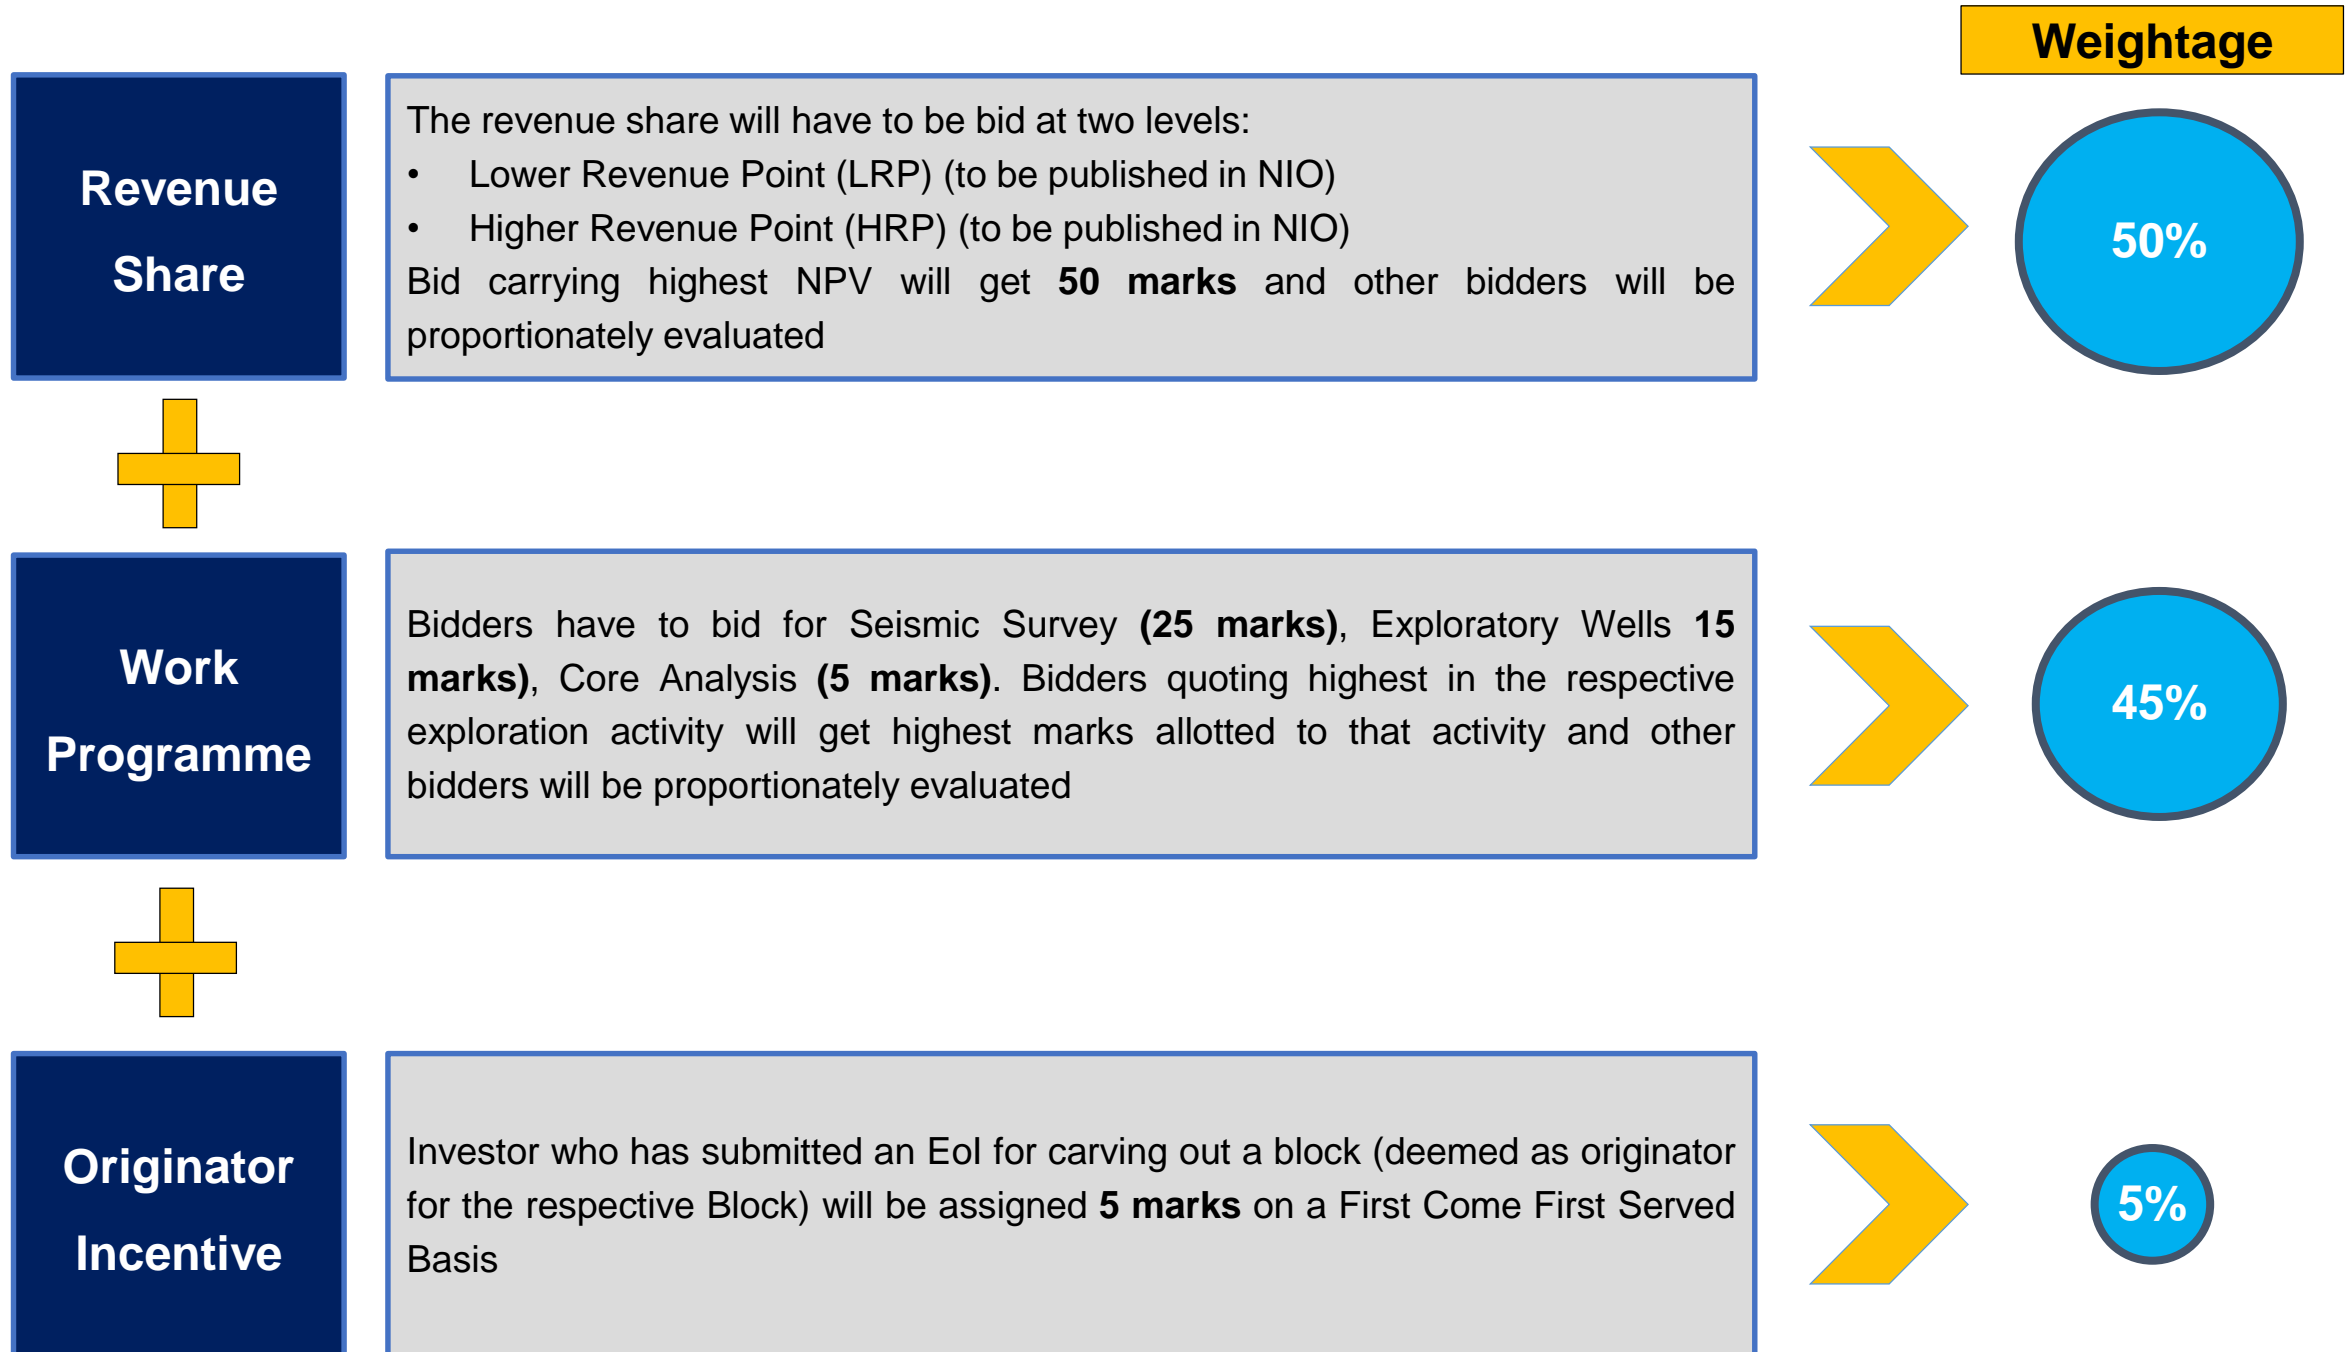 Weightage
Revenue
Share
The revenue share will have to be bid at two levels:
• Lower Revenue Point (LRP) (to be published in NIO)
• Higher Revenue Point (HRP) (to be published in NIO)
Bid carrying highest NPV will get 50 marks and other bidders will be
proportionately evaluated
50%
Work
Programme
Bidders have to bid for Seismic Survey (25 marks), Exploratory Wells 15
marks), Core Analysis (5 marks). Bidders quoting highest in the respective
exploration activity will get highest marks allotted to that activity and other
bidders will be proportionately evaluated
45%
Originator
Incentive
Investor who has submitted an EoI for carving out a block (deemed as originator
for the respective Block) will be assigned 5 marks on a First Come First Served
Basis
5%